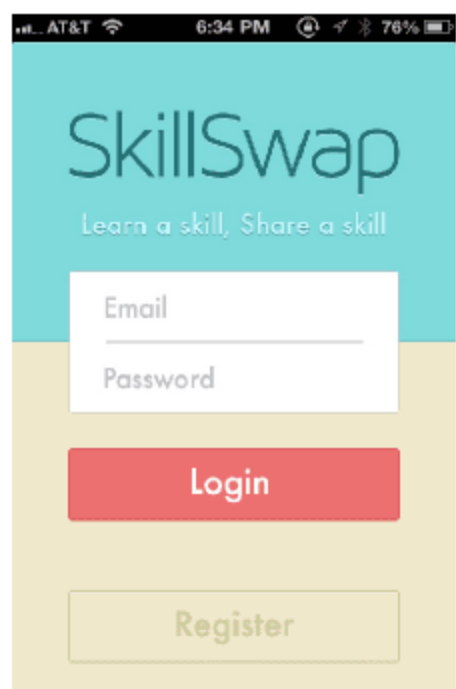 AT&T 6:34 PM 76%
SkillSwap
Learn a skill, Share a skill
Email
Password
Login
Register